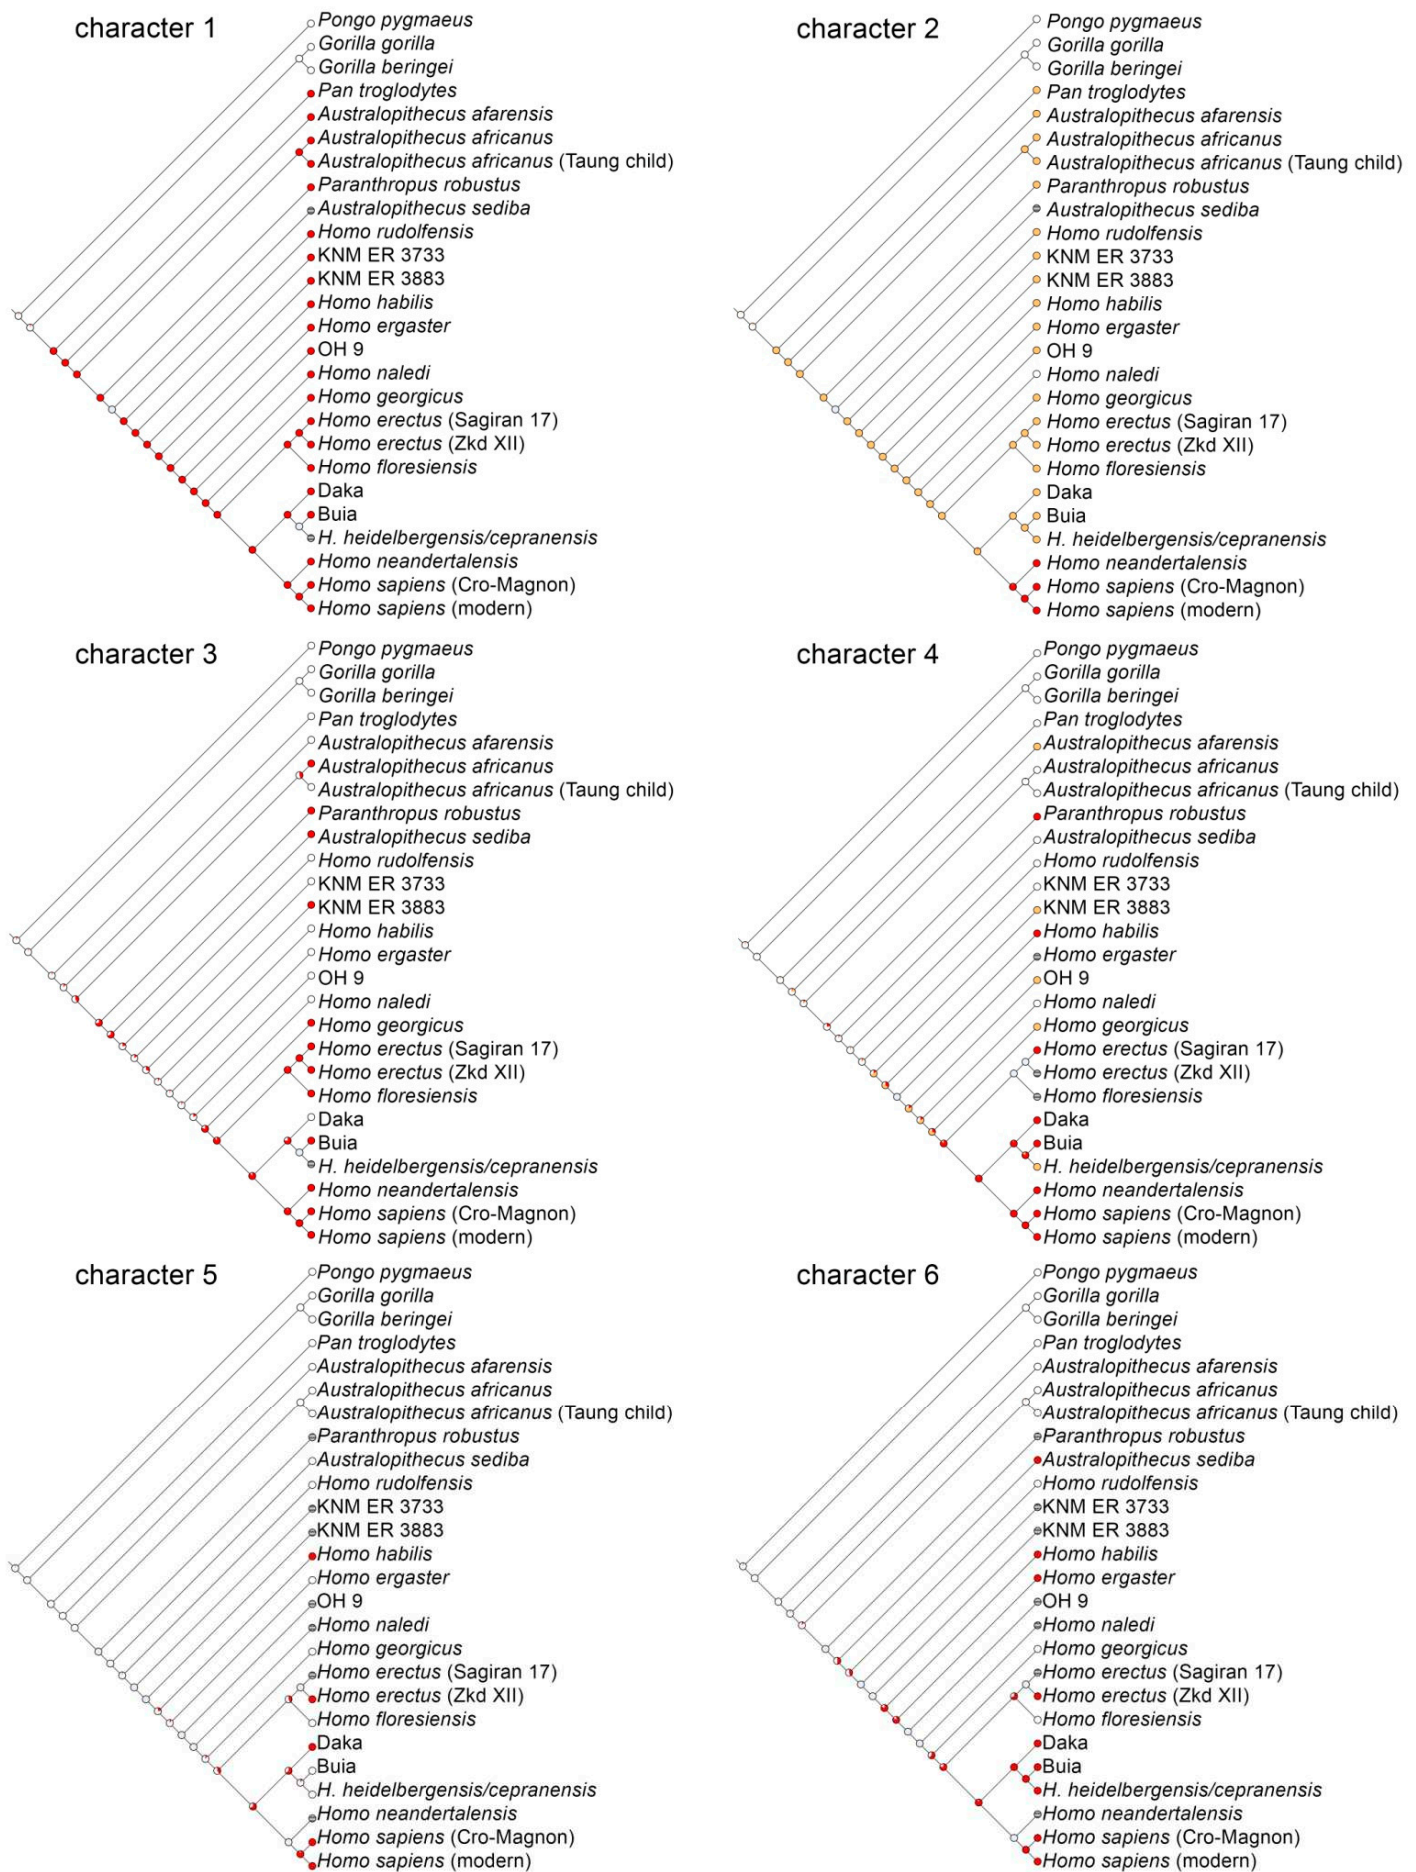 character 1
Pongo pygmaeus
Gorilla gorilla
Gorilla beringei
Pan troglodytes
Australopithecus afarensis
Australopithecus africanus
Australopithecus africanus (Taung child)
Paranthropus robustus
Australopithecus sediba
Homo rudolfensis
KNM ER 3733
KNM ER 3883
Homo habilis
Homo ergaster
OH 9
Homo naledi
Homo georgicus
Homo erectus (Sagiran 17)
Homo erectus (Zkd XII)
Homo floresiensis
Daka
Buia
H. heidelbergensis/cepranensis
Homo neandertalensis
Homo sapiens (Cro-Magnon)
Homo sapiens (modern)
character 2
Pongo pygmaeus
Gorilla gorilla
Gorilla beringei
Pan troglodytes
Australopithecus afarensis
Australopithecus africanus
Australopithecus africanus (Taung child)
Paranthropus robustus
Australopithecus sediba
Homo rudolfensis
KNM ER 3733
KNM ER 3883
Homo habilis
Homo ergaster
OH 9
Homo naledi
Homo georgicus
Homo erectus (Sagiran 17)
Homo erectus (Zkd XII)
Homo floresiensis
Daka
Buia
H. heidelbergensis/cepranensis
Homo neandertalensis
Homo sapiens (Cro-Magnon)
Homo sapiens (modern)
character 3
Pongo pygmaeus
Gorilla gorilla
Gorilla beringei
Pan troglodytes
Australopithecus afarensis
Australopithecus africanus
Australopithecus africanus (Taung child)
Paranthropus robustus
Australopithecus sediba
Homo rudolfensis
KNM ER 3733
KNM ER 3883
Homo habilis
Homo ergaster
OH 9
Homo naledi
Homo georgicus
Homo erectus (Sagiran 17)
Homo erectus (Zkd XII)
Homo floresiensis
Daka
Buia
H. heidelbergensis/cepranensis
Homo neandertalensis
Homo sapiens (Cro-Magnon)
Homo sapiens (modern)
character 4
Pongo pygmaeus
Gorilla gorilla
Gorilla beringei
Pan troglodytes
Australopithecus afarensis
Australopithecus africanus
Australopithecus africanus (Taung child)
Paranthropus robustus
Australopithecus sediba
Homo rudolfensis
KNM ER 3733
KNM ER 3883
Homo habilis
Homo ergaster
OH 9
Homo naledi
Homo georgicus
Homo erectus (Sagiran 17)
Homo erectus (Zkd XII)
Homo floresiensis
Daka
Buia
H. heidelbergensis/cepranensis
Homo neandertalensis
Homo sapiens (Cro-Magnon)
Homo sapiens (modern)
character 5
Pongo pygmaeus
Gorilla gorilla
Gorilla beringei
Pan troglodytes
Australopithecus afarensis
Australopithecus africanus
Australopithecus africanus (Taung child)
Paranthropus robustus
Australopithecus sediba
Homo rudolfensis
KNM ER 3733
KNM ER 3883
Homo habilis
Homo ergaster
OH 9
Homo naledi
Homo georgicus
Homo erectus (Sagiran 17)
Homo erectus (Zkd XII)
Homo floresiensis
Daka
Buia
H. heidelbergensis/cepranensis
Homo neandertalensis
Homo sapiens (Cro-Magnon)
Homo sapiens (modern)
character 6
Pongo pygmaeus
Gorilla gorilla
Gorilla beringei
Pan troglodytes
Australopithecus afarensis
Australopithecus africanus
Australopithecus africanus (Taung child)
Paranthropus robustus
Australopithecus sediba
Homo rudolfensis
KNM ER 3733
KNM ER 3883
Homo habilis
Homo ergaster
OH 9
Homo naledi
Homo georgicus
Homo erectus (Sagiran 17)
Homo erectus (Zkd XII)
Homo floresiensis
Daka
Buia
H. heidelbergensis/cepranensis
Homo neandertalensis
Homo sapiens (Cro-Magnon)
Homo sapiens (modern)